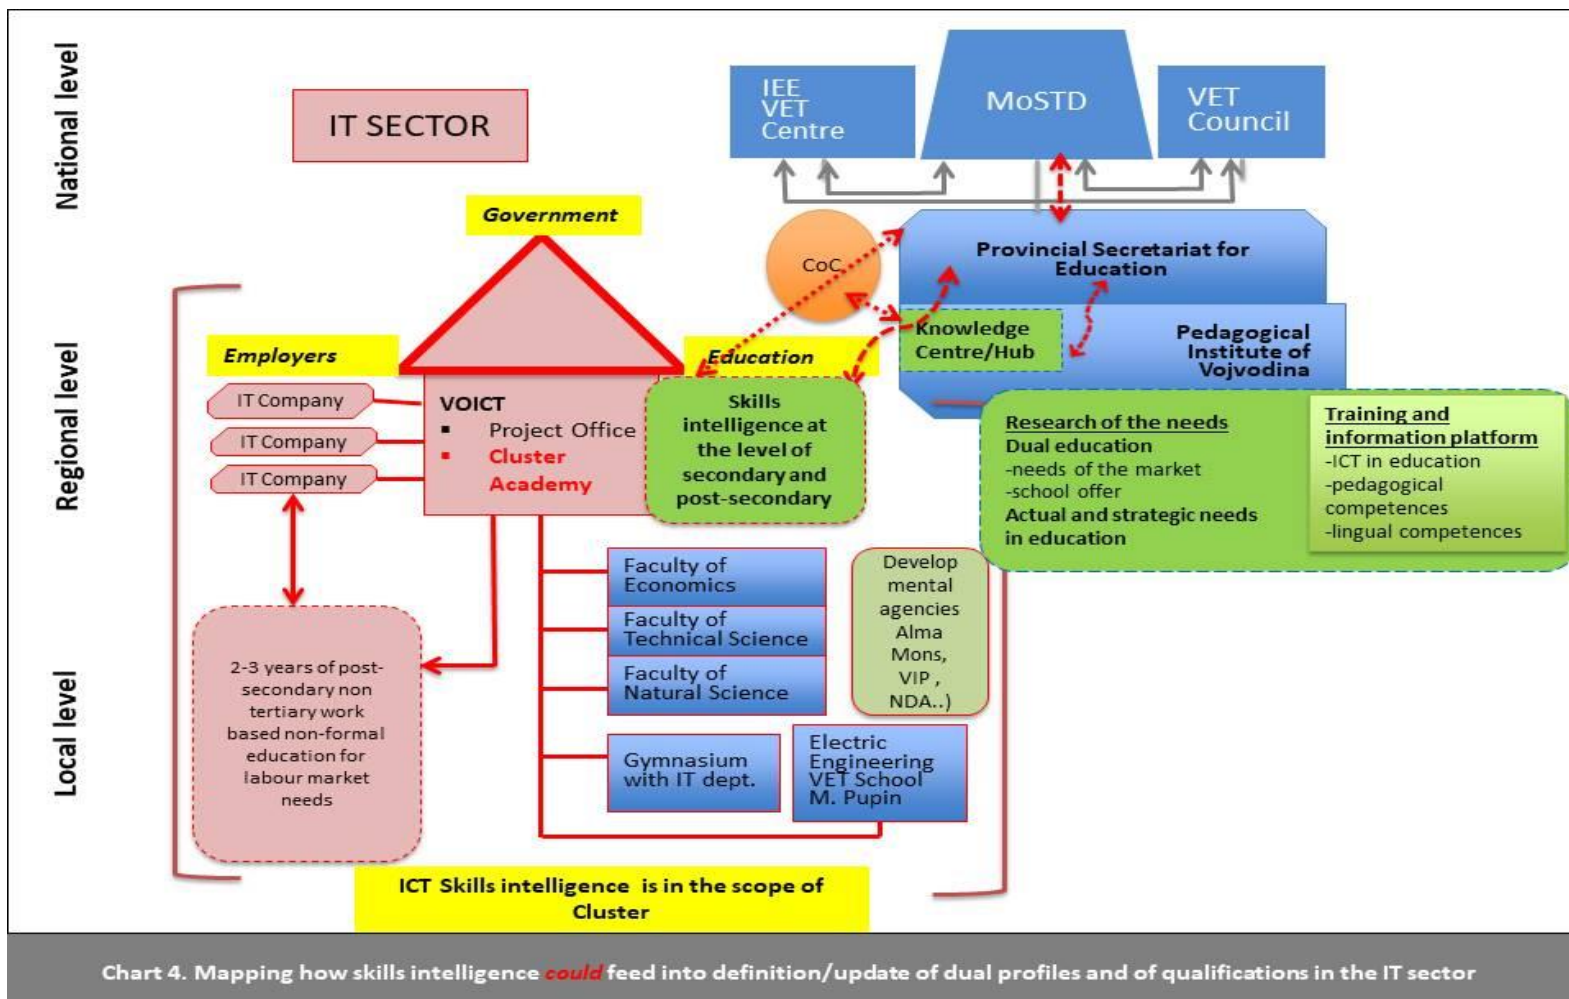 National level
Regional level
Local level
IT SECTOR
IEE
VET
Centre
MoSTD
VET
Council
Government
CoC
Provincial Secretariat for
Education
Employers
Education
Knowledge
Centre/Hub
Pedagogical
Institute of
Vojvodina
IT Company
IT Company
IT Company
VOICT
▪ Project Office
▪ Cluster
Academy
Skills
intelligence at
the level of
secondary and
post-secondary
Research of the needs
Dual education
-needs of the market
-school offer
Actual and strategic needs
in education
Training and
information platform
-ICT in education
-pedagogical
competences
-lingual competences
Faculty of
Economics
Faculty of
Technical Science
Faculty of
Natural Science
Develop
mental
agencies
Alma
Mons,
VIP ,
NDA..)
2-3 years of post-
secondary non
tertiary work
based non-formal
education for
labour market
needs
Gymnasium
with IT dept.
Electric
Engineering
VET School
M. Pupin
ICT Skills intelligence is in the scope of
Cluster
Chart 4. Mapping how skills intelligence could feed into definition/update of dual profiles and of qualifications in the IT sector